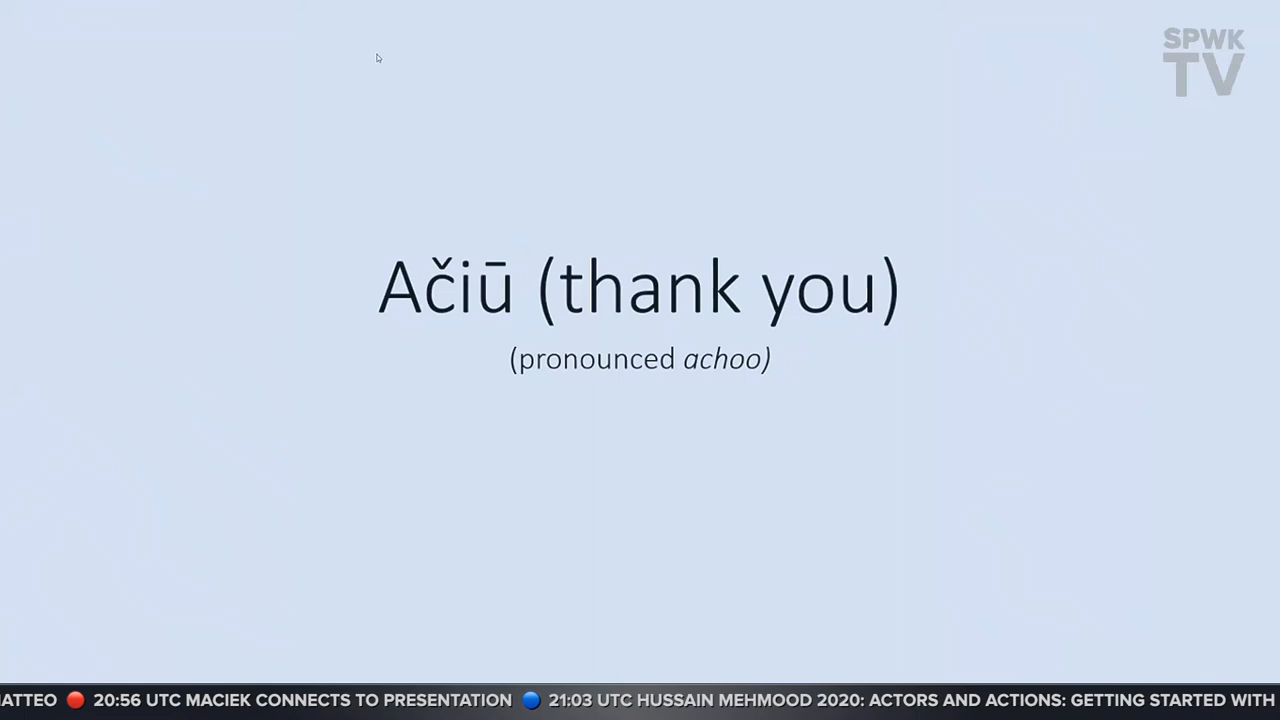 SPWK
TV
Ačiū (thank you)
(pronounced achoo)
ATTEO 🔴 20:56 UTC MACIEK CONNECTS TO PRESENTATION 🔵 21:03 UTC HUSSAIN MEHMOOD 2020: ACTORS AND ACTIONS: GETTING STARTED WITH